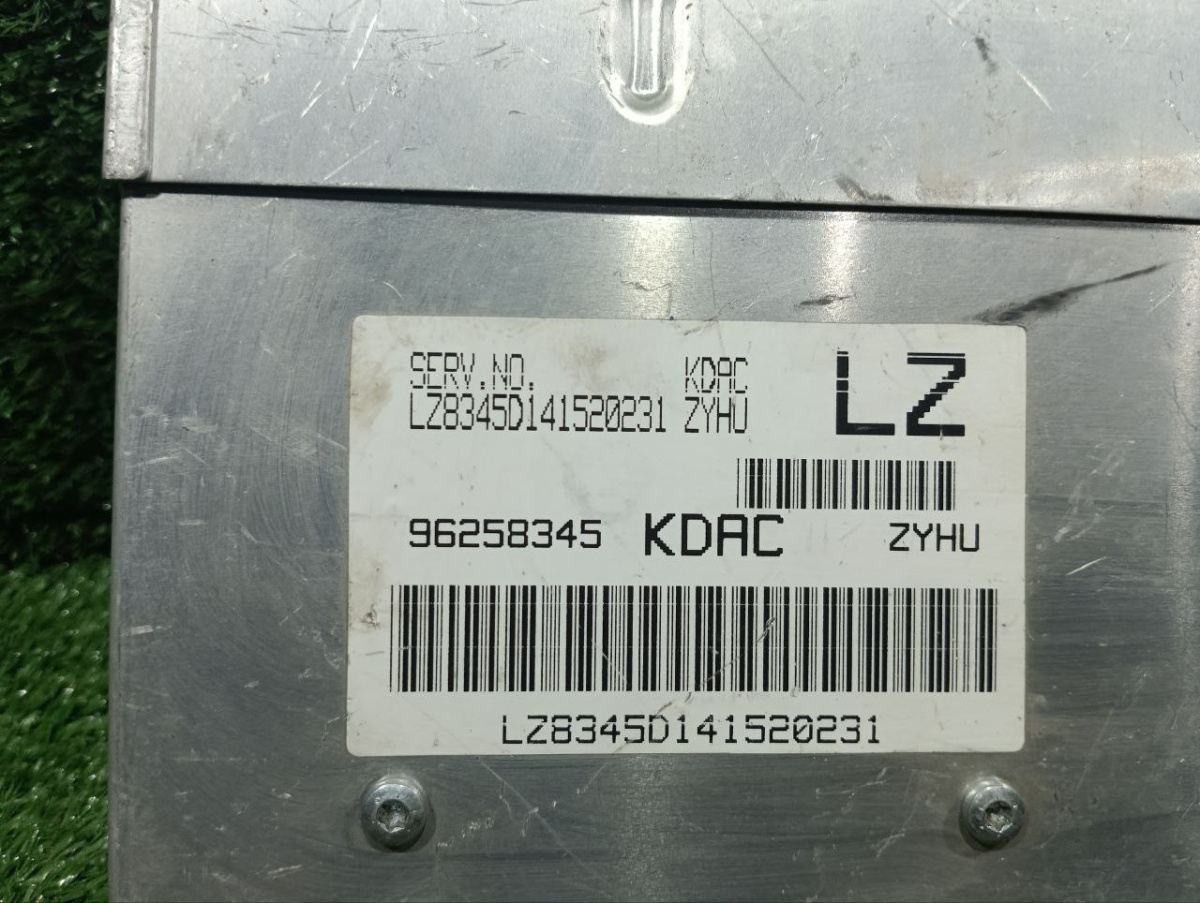 SERV.NO. KDAC LZ
LZ8345D141520231 ZYHU
96258345 KDAC ZYHU
LZ8345D141520231